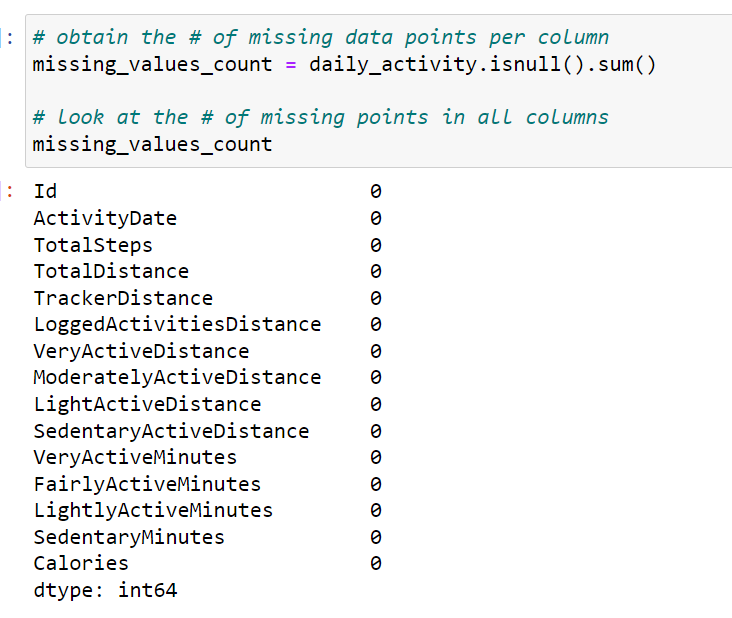 ]: # obtain the # of missing data points per column
missing_values_count = daily_activity.isnull().sum()
# look at the # of missing points in all columns
missing_values_count
]: Id 0
ActivityDate 0
TotalSteps 0
TotalDistance 0
TrackerDistance 0
LoggedActivitiesDistance 0
VeryActiveDistance 0
ModeratelyActiveDistance 0
LightActiveDistance 0
SedentaryActiveDistance 0
VeryActiveMinutes 0
FairlyActiveMinutes 0
LightlyActiveMinutes 0
SedentaryMinutes 0
Calories 0
dtype: int64